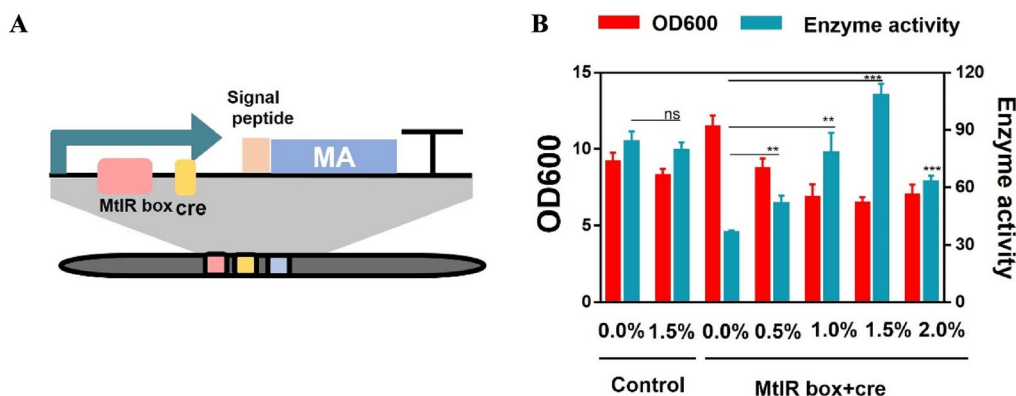 A
Signal
peptide
MA
MtlR box
cre
B
OD600
Enzyme activity
OD600
15
10
5
0
120
90
60
30
0
Enzyme activity
ns
**
**
***
***
0.0% 1.5% 0.0% 0.5% 1.0% 1.5% 2.0%
Control
MtlR box+cre